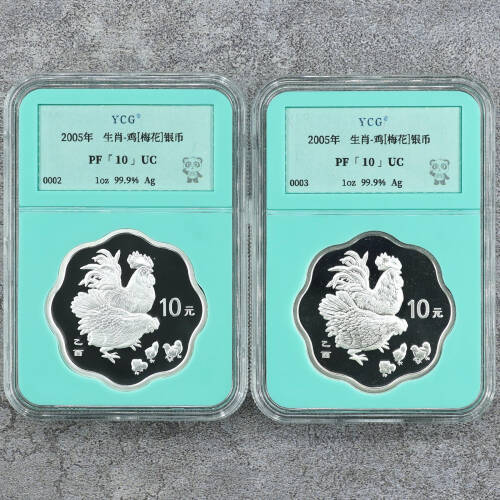 YCG®
2005年 生肖·鸡[梅花]银币
PF「10」UC
0002
1oz 99.9% Ag
10元
乙
酉
YCG®
2005年 生肖·鸡[梅花]银币
PF「10」UC
0003
1oz 99.9% Ag
10元
乙
酉